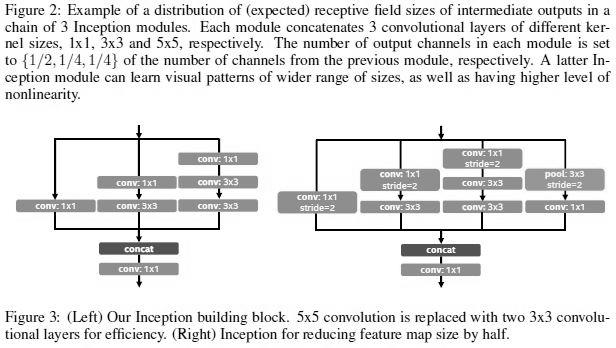 Figure 2: Example of a distribution of (expected) receptive field sizes of intermediate outputs in a
chain of 3 Inception modules. Each module concatenates 3 convolutional layers of different ker-
nel sizes, 1x1, 3x3 and 5x5, respectively. The number of output channels in each module is set
to {1/2, 1/4, 1/4} of the number of channels from the previous module, respectively. A latter In-
ception module can learn visual patterns of wider range of sizes, as well as having higher level of
nonlinearity.
conv: 1x1
conv: 1x1
conv: 3x3
conv: 1x1
conv: 3x3
conv: 3x3
concat
conv: 1x1
conv: 1x1
stride=2
conv: 1x1
stride=2
conv: 3x3
conv: 1x1
stride=2
conv: 3x3
conv: 3x3
pool: 3x3
stride=2
conv: 1x1
concat
conv: 1x1
Figure 3: (Left) Our Inception building block. 5x5 convolution is replaced with two 3x3 convolu-
tional layers for efficiency. (Right) Inception for reducing feature map size by half.